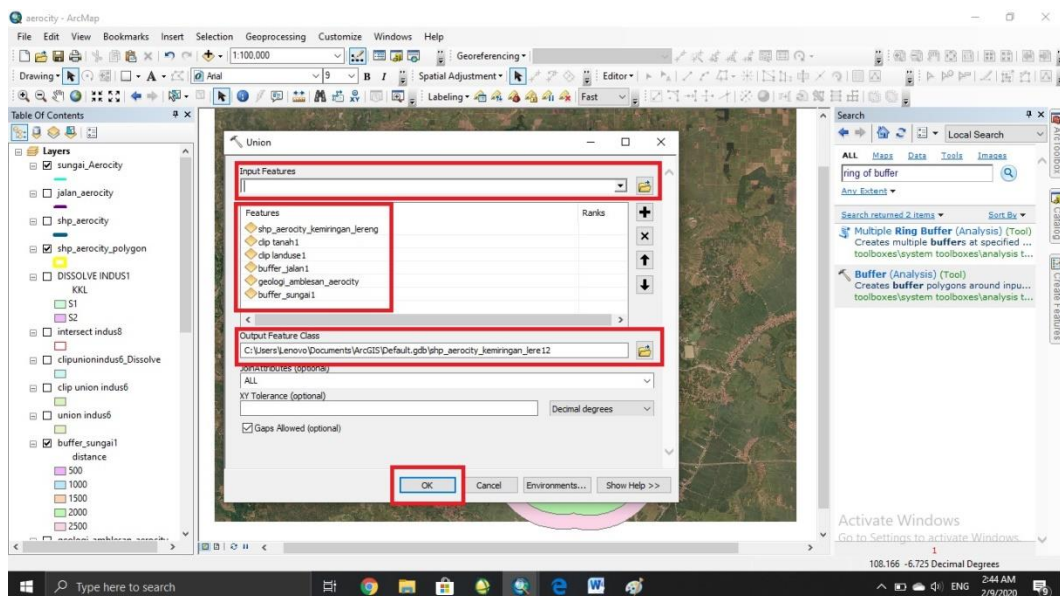 aerocity - ArcMap
File Edit View Bookmarks Insert Selection Geoprocessing Customize Windows Help
1:100,000 Georeferencing
Drawing A Arial 9 B I Spatial Adjustment Editor
Labeling Fast
Table Of Contents
Layers
sungai_Aerocity
jalan_aerocity
shp_aerocity
shp_aerocity_polygon
DISSOLVE INDUS1
KKL
S1
S2
intersect indus8
clipunionindus6_Dissolve
clip union indus6
union indus6
buffer_sungai1
distance
500
1000
1500
2000
2500
geologi_amblesan_aerocity
Union
Input Features
Features Ranks
shp_aerocity_kemiringan_lereng
clip tanah1
clip landuse1
buffer_jalan1
geologi_amblesan_aerocity
buffer_sungai1
Output Feature Class
C:\Users\Lenovo\Documents\ArcGIS\Default.gdb\shp_aerocity_kemiringan_lere12
JoinAttributes (optional)
ALL
XY Tolerance (optional)
Decimal degrees
Gaps Allowed (optional)
OK Cancel Environments... Show Help >>
Search
Local Search
ALL Maps Data Tools Images
ring of buffer
Any Extent
Search returned 2 items Sort By
Multiple Ring Buffer (Analysis) (Tool)
Creates multiple buffers at specified ...
toolboxes\system toolboxes\analysis t...
Buffer (Analysis) (Tool)
Creates buffer polygons around inpu...
toolboxes\system toolboxes\analysis t...
ArcToolbox
Catalog
Create Features
Activate Windows
Go to Settings to activate Windows.
1
108.166 -6.725 Decimal Degrees
Type here to search
ENG
2:44 AM
2/9/2020